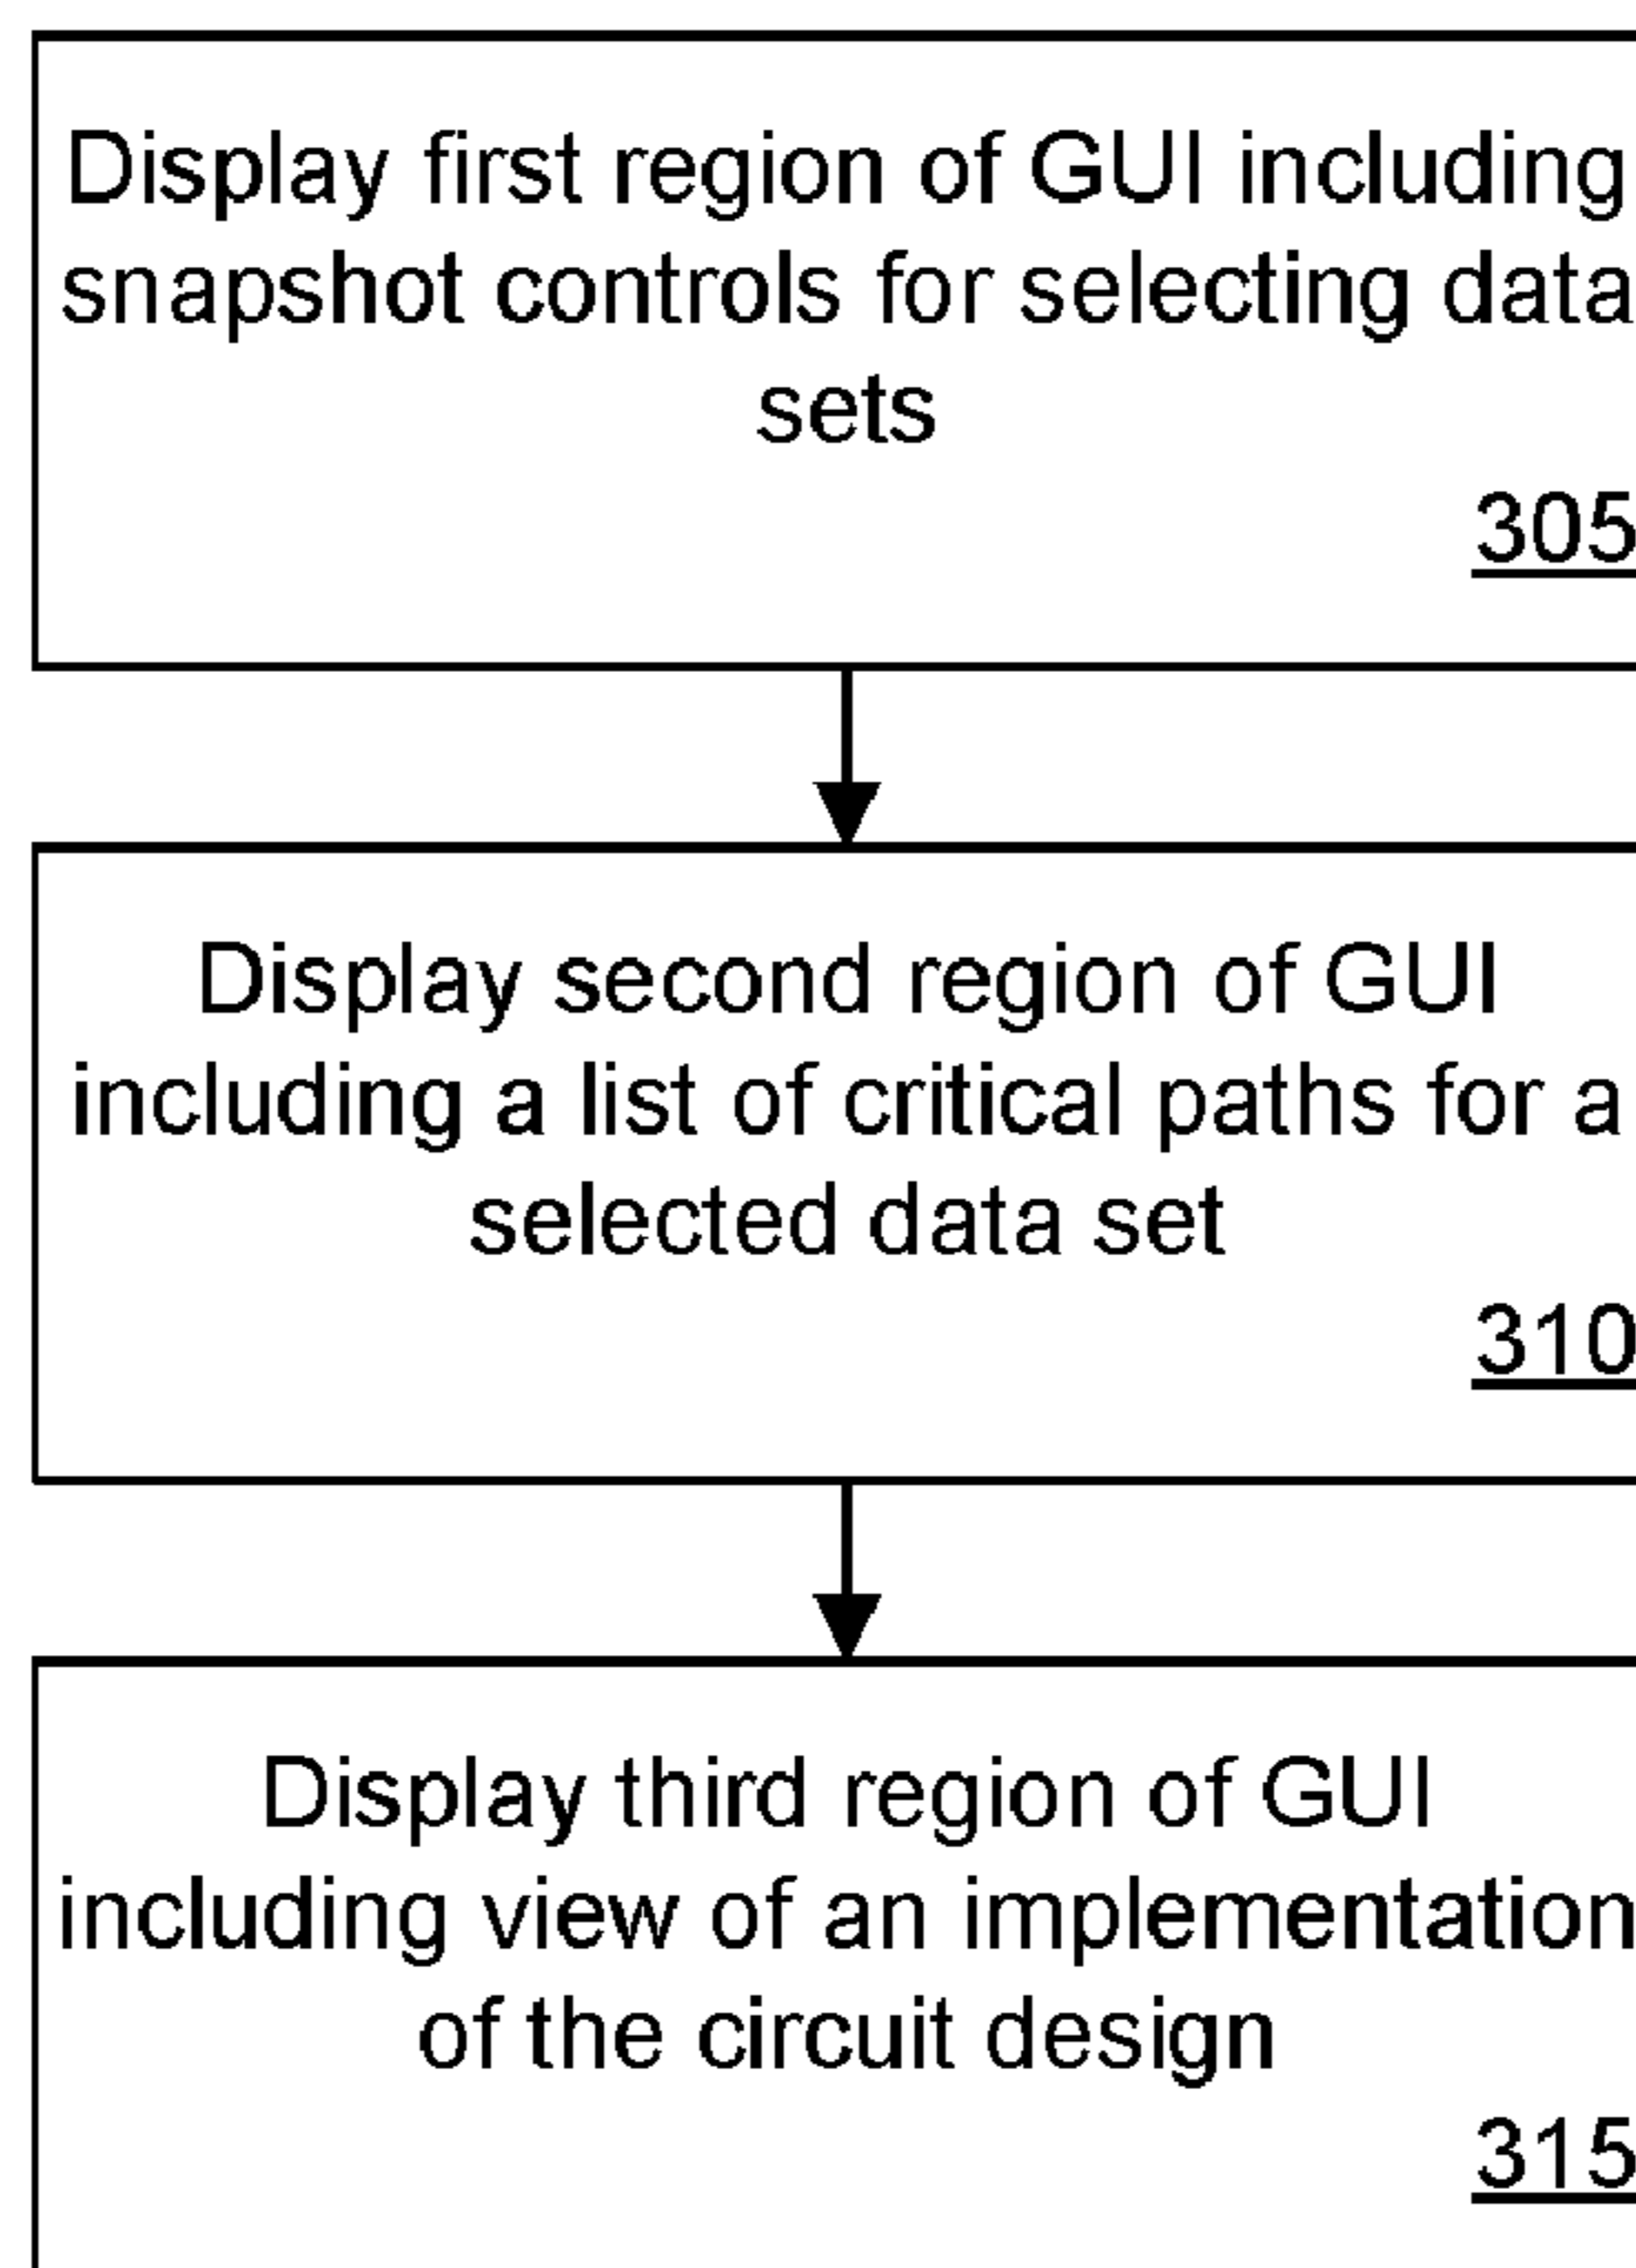 Display first region of GUI including
snapshot controls for selecting data
sets
305
Display second region of GUI
including a list of critical paths for a
selected data set
310
Display third region of GUI
including view of an implementation
of the circuit design
315